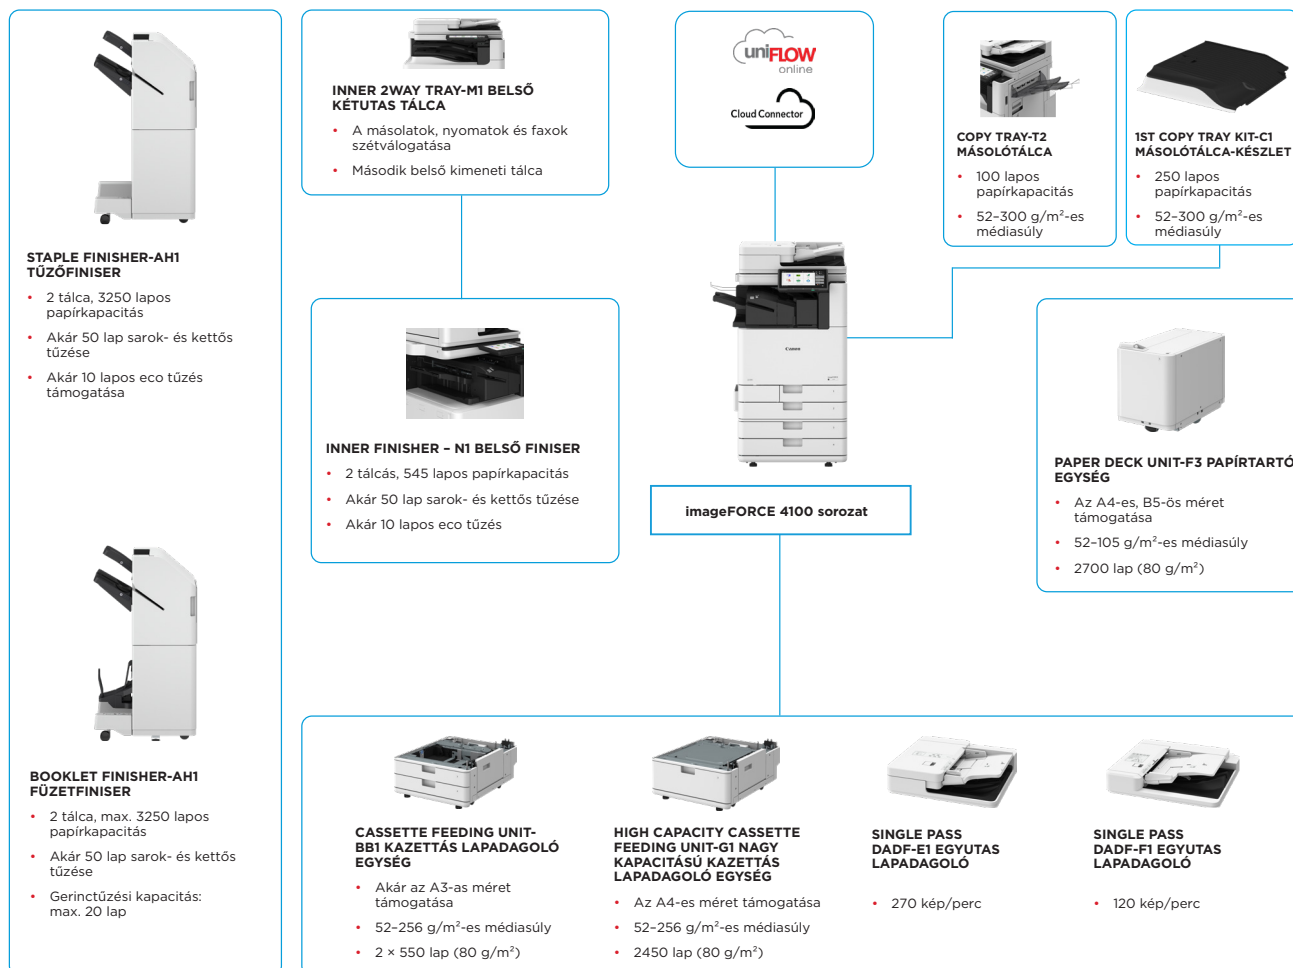 STAPLE FINISHER-AH1
TŰZŐFINISER
• 2 tálca, 3250 lapos
papírkapacitás
• Akár 50 lap sarok- és kettős
tűzése
• Akár 10 lapos eco tűzés
támogatása
BOOKLET FINISHER-AH1
FÜZETFINISER
• 2 tálca, max. 3250 lapos
papírkapacitás
• Akár 50 lap sarok- és kettős
tűzése
• Gerinctűzési kapacitás:
max. 20 lap
INNER 2WAY TRAY-M1 BELSŐ
KÉTUTAS TÁLCA
• A másolatok, nyomatok és faxok
szétválogatása
• Második belső kimeneti tálca
INNER FINISHER – N1 BELSŐ FINISER
• 2 tálcás, 545 lapos papírkapacitás
• Akár 50 lap sarok- és kettős tűzése
• Akár 10 lapos eco tűzés
uniFLOW
online
Cloud Connector
Canon
imageFORCE 4100 sorozat
COPY TRAY-T2
MÁSOLÓTÁLCA
• 100 lapos
papírkapacitás
• 52–300 g/m²-es
médiasúly
1ST COPY TRAY KIT-C1
MÁSOLÓTÁLCA-KÉSZLET
• 250 lapos
papírkapacitás
• 52–300 g/m²-es
médiasúly
PAPER DECK UNIT-F3 PAPÍRTARTÓ
EGYSÉG
• Az A4-es, B5-ös méret
támogatása
• 52–105 g/m²-es médiasúly
• 2700 lap (80 g/m²)
CASSETTE FEEDING UNIT-
BB1 KAZETTÁS LAPADAGOLÓ
EGYSÉG
• Akár az A3-as méret
támogatása
• 52–256 g/m²-es médiasúly
• 2 × 550 lap (80 g/m²)
HIGH CAPACITY CASSETTE
FEEDING UNIT-G1 NAGY
KAPACITÁSÚ KAZETTÁS
LAPADAGOLÓ EGYSÉG
• Az A4-es méret támogatása
• 52–256 g/m²-es médiasúly
• 2450 lap (80 g/m²)
SINGLE PASS
DADF-E1 EGYUTAS
LAPADAGOLÓ
• 270 kép/perc
SINGLE PASS
DADF-F1 EGYUTAS
LAPADAGOLÓ
• 120 kép/perc